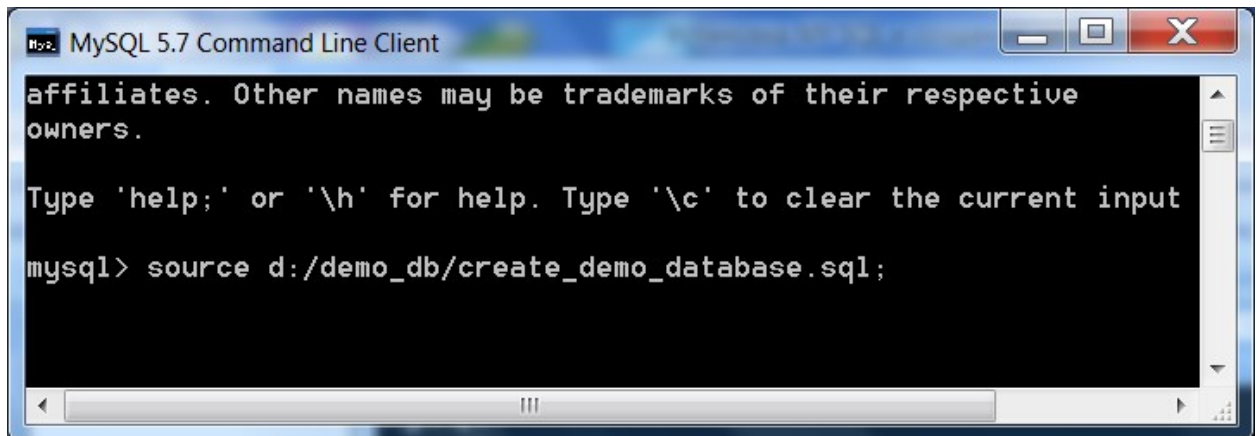 MySQL 5.7 Command Line Client
affiliates. Other names may be trademarks of their respective
owners.
Type 'help;' or '\h' for help. Type '\c' to clear the current input
mysql> source d:/demo_db/create_demo_database.sql;